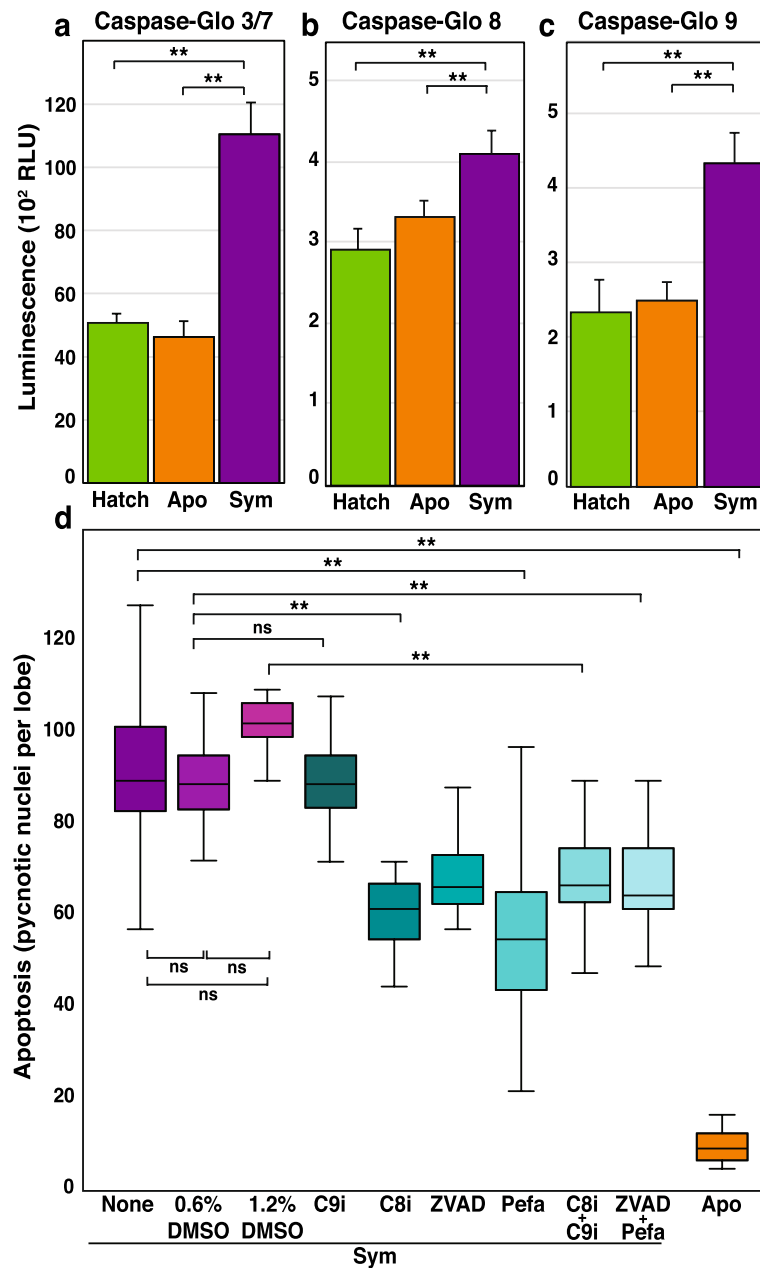 a Caspase-Glo 3/7
b Caspase-Glo 8
c Caspase-Glo 9
Luminescence (10² RLU)
**
**
120
100
80
60
40
20
0
Hatch Apo Sym
**
**
5
4
3
2
1
0
Hatch Apo Sym
**
**
5
4
3
2
1
0
Hatch Apo Sym
d
Apoptosis (pycnotic nuclei per lobe)
**
**
**
**
ns
**
120
100
80
60
40
20
0
ns ns
ns
None 0.6% 1.2% C9i C8i ZVAD Pefa C8i ZVAD Apo
+ +
DMSO DMSO C9i Pefa
Sym